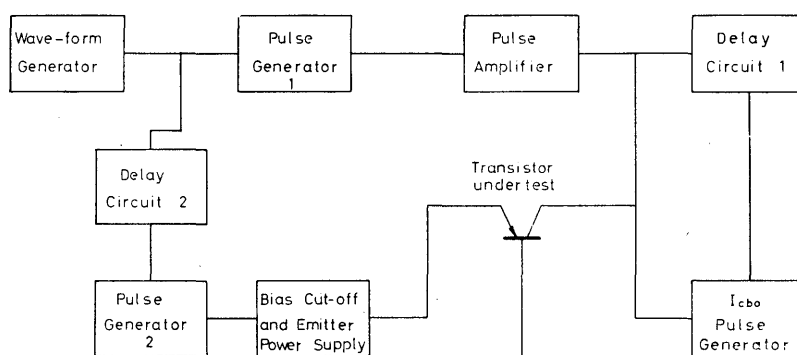 Wave-form
Generator
Pulse
Generator
1
Pulse
Amplifier
Delay
Circuit 1
Delay
Circuit 2
Transistor
under test
Pulse
Generator
2
Bias Cut-off
and Emitter
Power Supply
Icbo
Pulse
Generator